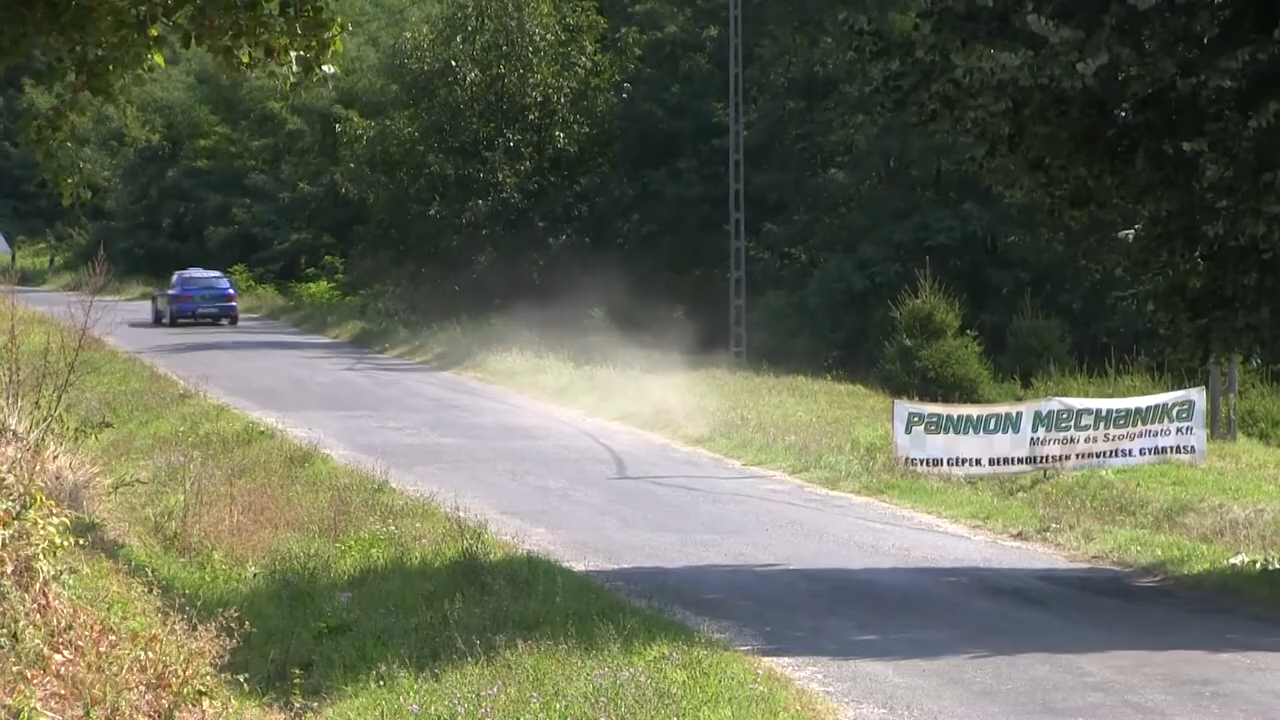 PANNON MECHANIKA
Mérnöki és Szolgáltató Kft.
EGYEDI GÉPEK, BERENDEZÉSEK TERVEZÉSE, GYÁRTÁSA